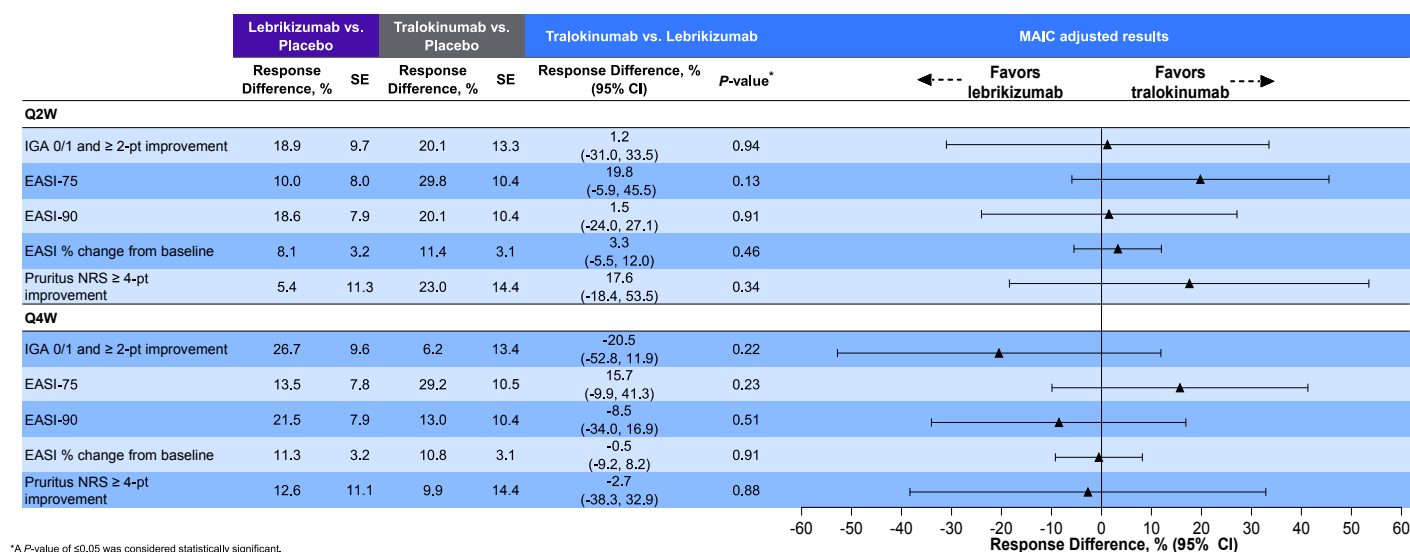 Lebrikizumab vs. Placebo Tralokinumab vs. Placebo Tralokinumab vs. Lebrikizumab MAIC adjusted results
Response Difference, % SE Response Difference, % SE Response Difference, % (95% CI) P-value* Favors lebrikizumab Favors tralokinumab
Q2W
IGA 0/1 and ≥ 2-pt improvement 18.9 9.7 20.1 13.3 1.2 (-31.0, 33.5) 0.94
EASI-75 10.0 8.0 29.8 10.4 19.8 (-5.9, 45.5) 0.13
EASI-90 18.6 7.9 20.1 10.4 1.5 (-24.0, 27.1) 0.91
EASI % change from baseline 8.1 3.2 11.4 3.1 3.3 (-5.5, 12.0) 0.46
Pruritus NRS ≥ 4-pt improvement 5.4 11.3 23.0 14.4 17.6 (-18.4, 53.5) 0.34
Q4W
IGA 0/1 and ≥ 2-pt improvement 26.7 9.6 6.2 13.4 -20.5 (-52.8, 11.9) 0.22
EASI-75 13.5 7.8 29.2 10.5 15.7 (-9.9, 41.3) 0.23
EASI-90 21.5 7.9 13.0 10.4 -8.5 (-34.0, 16.9) 0.51
EASI % change from baseline 11.3 3.2 10.8 3.1 -0.5 (-9.2, 8.2) 0.91
Pruritus NRS ≥ 4-pt improvement 12.6 11.1 9.9 14.4 -2.7 (-38.3, 32.9) 0.88
-60 -50 -40 -30 -20 -10 0 10 20 30 40 50 60
Response Difference, % (95% CI)
*A P-value of ≤0.05 was considered statistically significant.